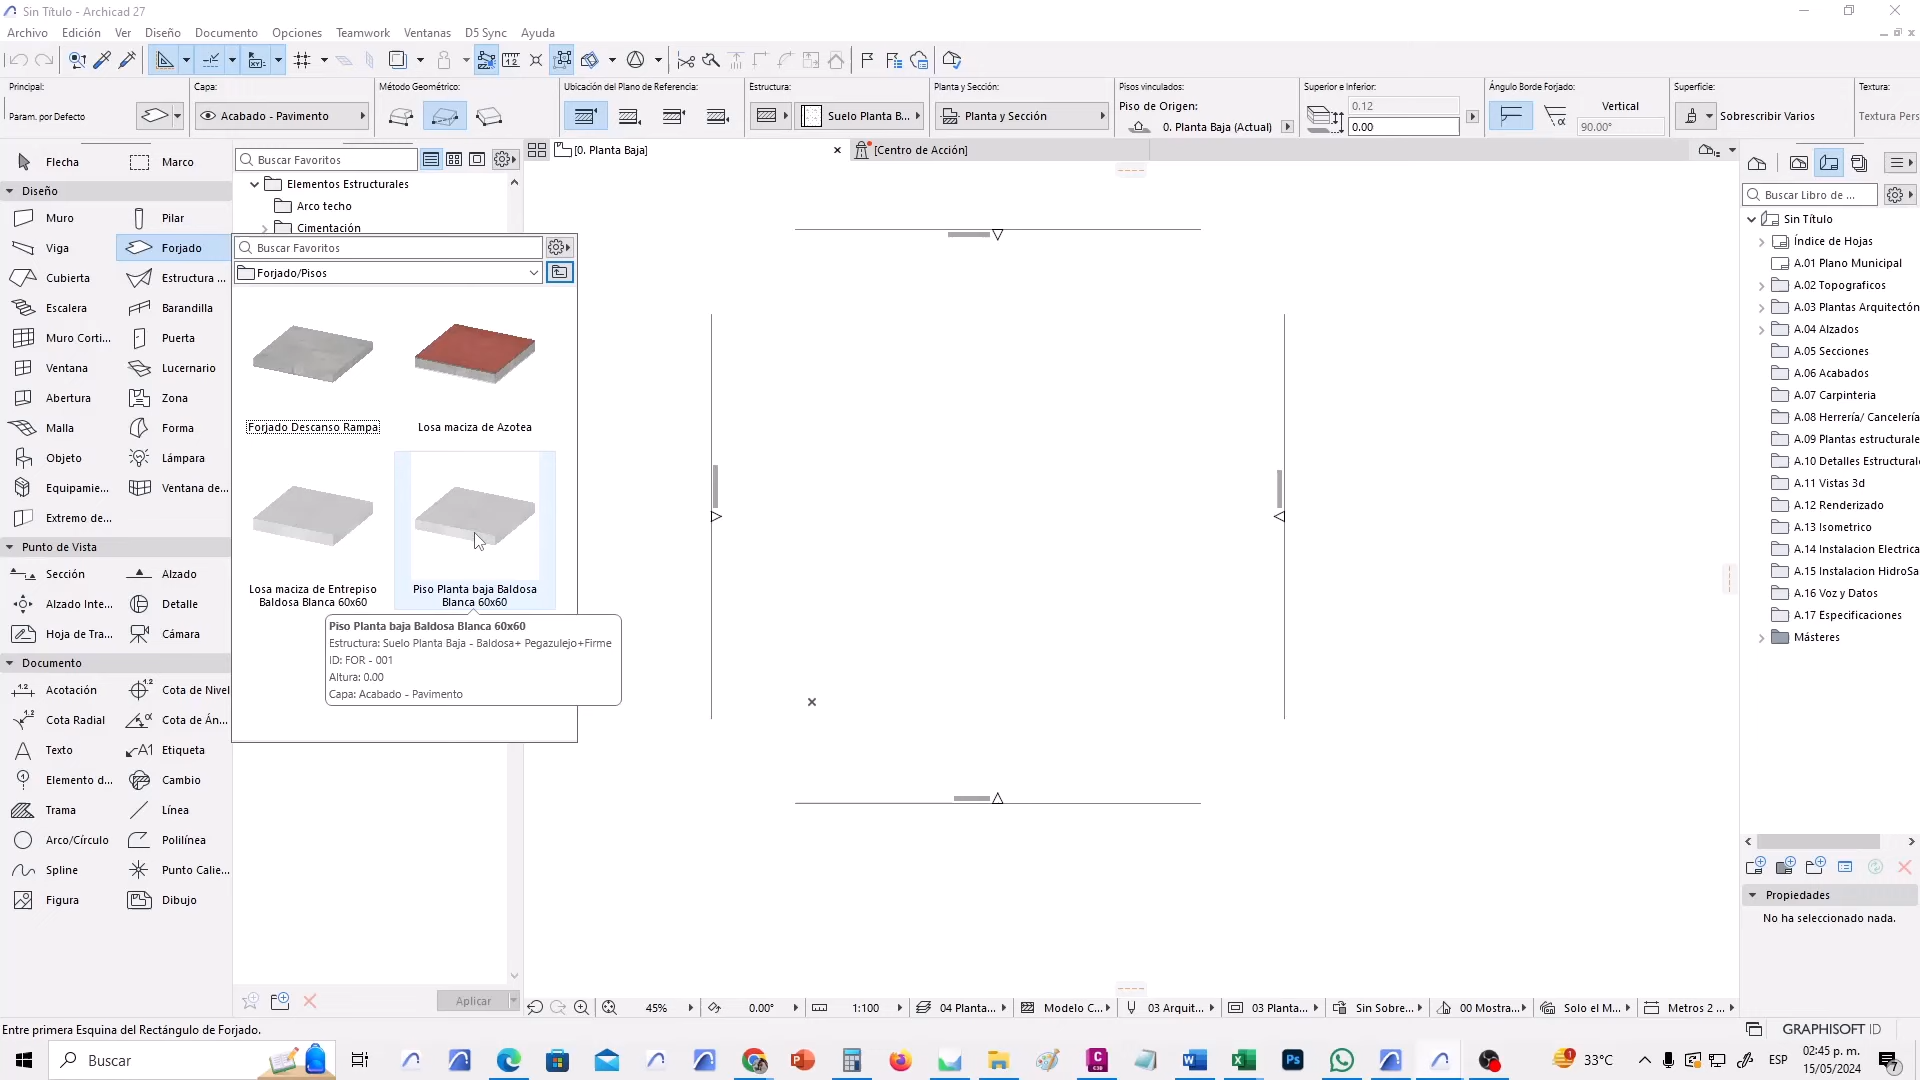 Sin Título - Archicad 27
Archivo Edición Ver Diseño Documento Opciones Teamwork Ventanas D5 Sync Ayuda
Principal: Capa: Método Geométrico: Ubicación del Plano de Referencia: Estructura: Planta y Sección: Pisos vinculados: Superior e Inferior: Ángulo Borde Forjado: Superficie: Textura:
Piso de Origen: 0.12 Vertical
Param. por Defecto Acabado - Pavimento Suelo Planta B... Planta y Sección 0. Planta Baja (Actual) 0.00 90.00° Sobrescribir Varios Textura Pers
Flecha Marco
Diseño
Muro Pilar
Viga Forjado
Cubierta Estructura ...
Escalera Barandilla
Muro Corti... Puerta
Ventana Lucernario
Abertura Zona
Malla Forma
Objeto Lámpara
Equipamie... Ventana de...
Extremo de...
Punto de Vista
Sección Alzado
Alzado Inte... Detalle
Hoja de Tra... Cámara
Documento
Acotación Cota de Nivel
Cota Radial Cota de Án...
Texto Etiqueta
Elemento d... Cambio
Trama Línea
Arco/Círculo Polilínea
Spline Punto Calie...
Figura Dibujo
Buscar Favoritos
Elementos Estructurales
Arco techo
Cimentación
Buscar Favoritos
Forjado/Pisos
Forjado Descanso Rampa Losa maciza de Azotea
Losa maciza de Entrepiso
Baldosa Blanca 60x60
Piso Planta baja Baldosa
Blanca 60x60
Piso Planta baja Baldosa Blanca 60x60
Estructura: Suelo Planta Baja - Baldosa+ Pegazulejo+Firme
ID: FOR - 001
Altura: 0.00
Capa: Acabado - Pavimento
Aplicar
[0. Planta Baja] [Centro de Acción]
45% 0.00° 1:100 04 Planta... Modelo C... 03 Arquit... 03 Planta... Sin Sobre... 00 Mostra... Solo el M... Metros 2 ...
Buscar Libro de ...
Sin Título
Índice de Hojas
A.01 Plano Municipal
A.02 Topograficos
A.03 Plantas Arquitectón
A.04 Alzados
A.05 Secciones
A.06 Acabados
A.07 Carpinteria
A.08 Herrería/ Cancelería
A.09 Plantas estructurale
A.10 Detalles Estructural
A.11 Vistas 3d
A.12 Renderizado
A.13 Isometrico
A.14 Instalacion Electrica
A.15 Instalacion HidroSa
A.16 Voz y Datos
A.17 Especificaciones
Másteres
Propiedades
No ha seleccionado nada.
Entre primera Esquina del Rectángulo de Forjado.
GRAPHISOFT ID
Buscar
33°C ESP 02:45 p. m.
15/05/2024
7